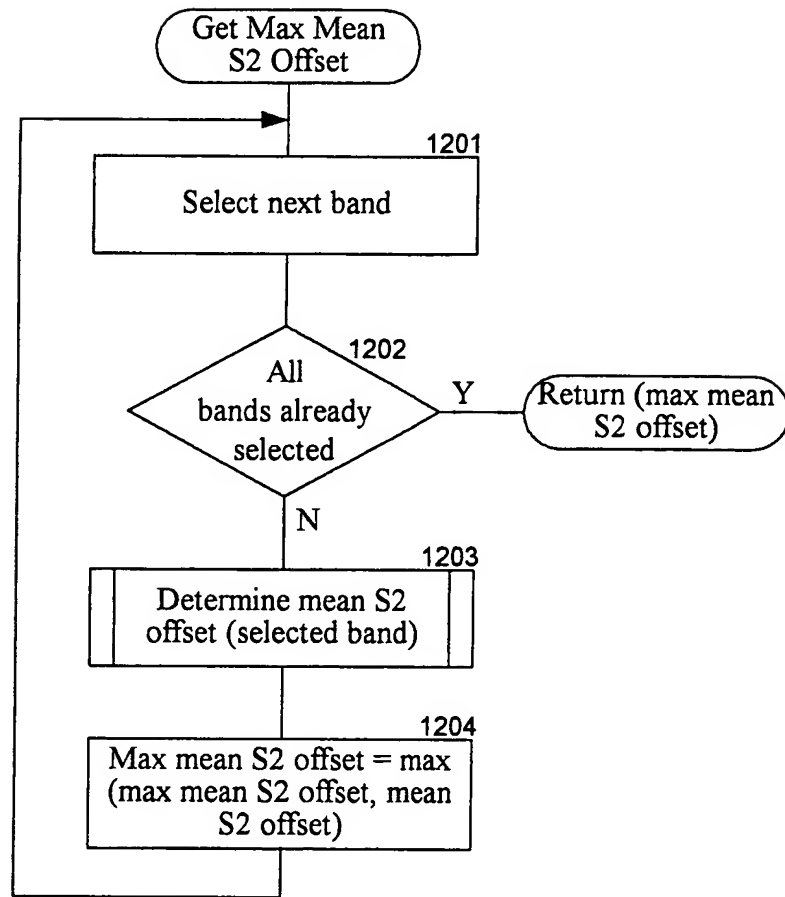 Get Max Mean
S2 Offset
1201
Select next band
1202
All
bands already
selected
Y
Return (max mean
S2 offset)
N
1203
Determine mean S2
offset (selected band)
1204
Max mean S2 offset = max
(max mean S2 offset, mean
S2 offset)